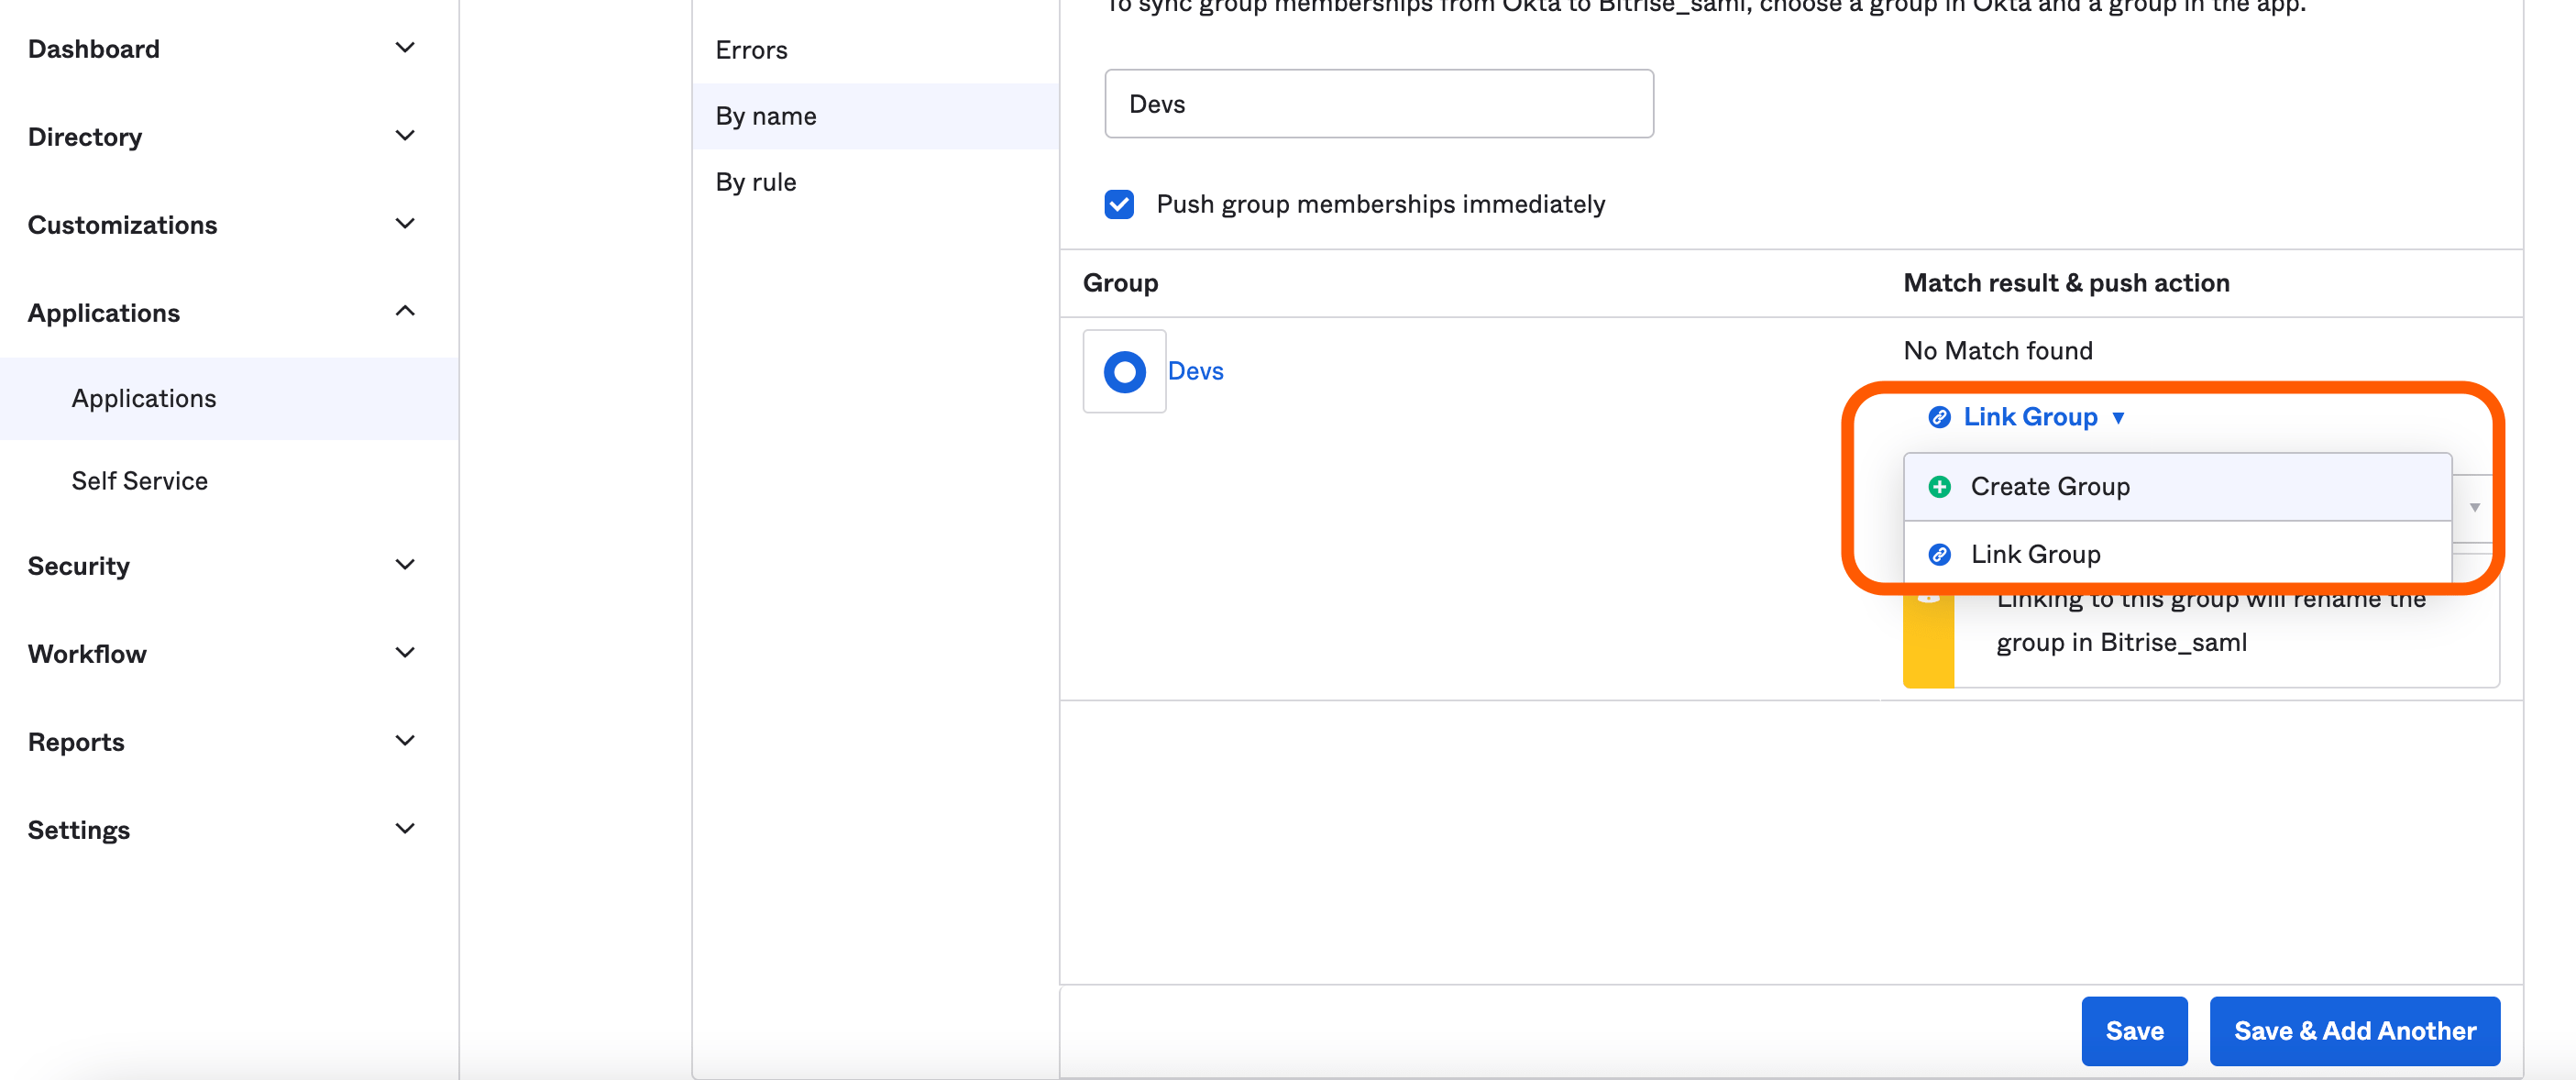 Dashboard
Directory
Customizations
Applications
Applications
Self Service
Security
Workflow
Reports
Settings
Errors
By name
By rule
To sync group memberships from Okta to Bitrise_saml, choose a group in Okta and a group in the app.
Devs
Push group memberships immediately
Group
Match result & push action
Devs
No Match found
Link Group
Create Group
Link Group
Linking to this group will rename the
group in Bitrise_saml
Save
Save & Add Another